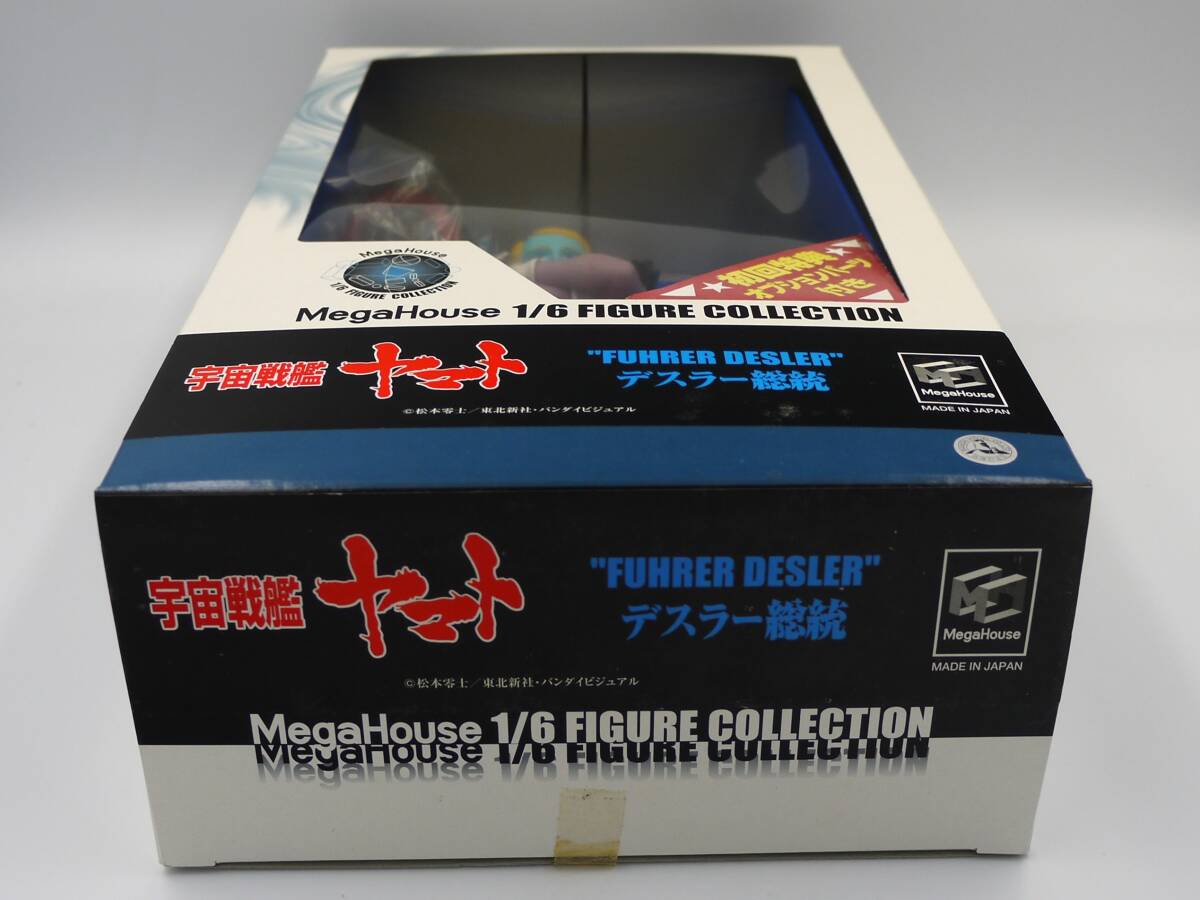 MegaHouse
1/6 FIGURE COLLECTION
初回特典
オプションパーツ
付き
MegaHouse 1/6 FIGURE COLLECTION
宇宙戦艦 ヤマト
"FUHRER DESLER"
デスラー総統
MegaHouse
MADE IN JAPAN
©松本零士/東北新社・バンダイビジュアル
宇宙戦艦 ヤマト
"FUHRER DESLER"
デスラー総統
MegaHouse
MADE IN JAPAN
©松本零士/東北新社・バンダイビジュアル
MegaHouse 1/6 FIGURE COLLECTION
MegaHouse 1/6 FIGURE COLLECTION